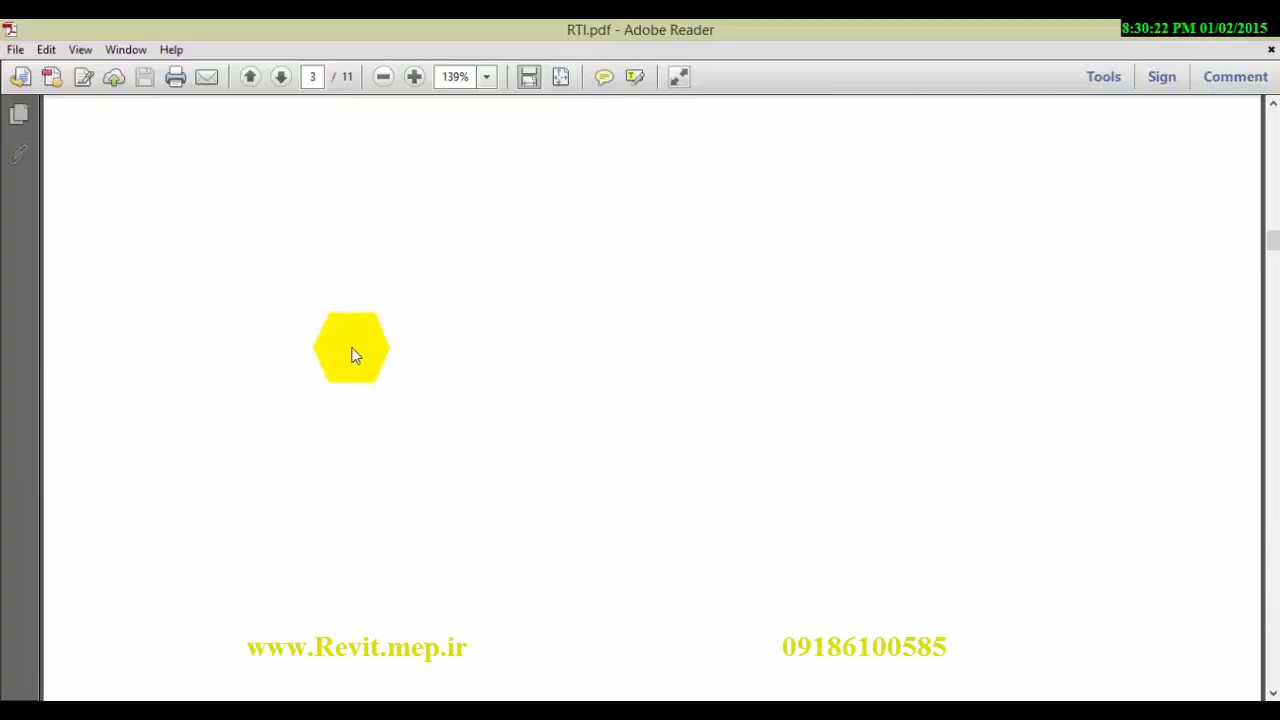 RTI.pdf - Adobe Reader
8:30:22 PM 01/02/2015
File Edit View Window Help
3 / 11 139% Tools Sign Comment
www.Revit.mep.ir 09186100585